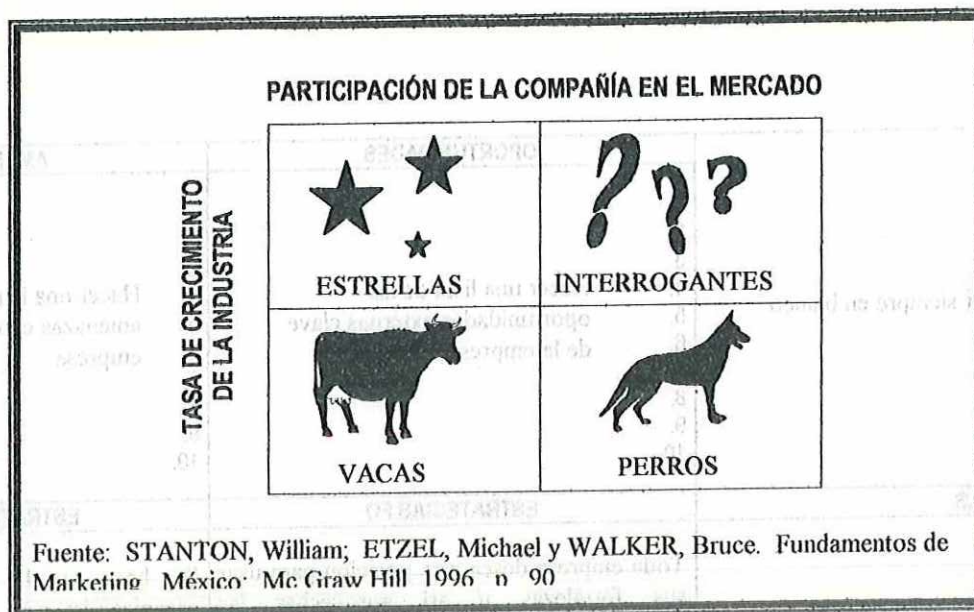 PARTICIPACIÓN DE LA COMPAÑÍA EN EL MERCADO
TASA DE CRECIMIENTO
DE LA INDUSTRIA
ESTRELLAS
INTERROGANTES
VACAS
PERROS
Fuente: STANTON, William; ETZEL, Michael y WALKER, Bruce. Fundamentos de
Marketing México: Mc Graw Hill 1996 p 90